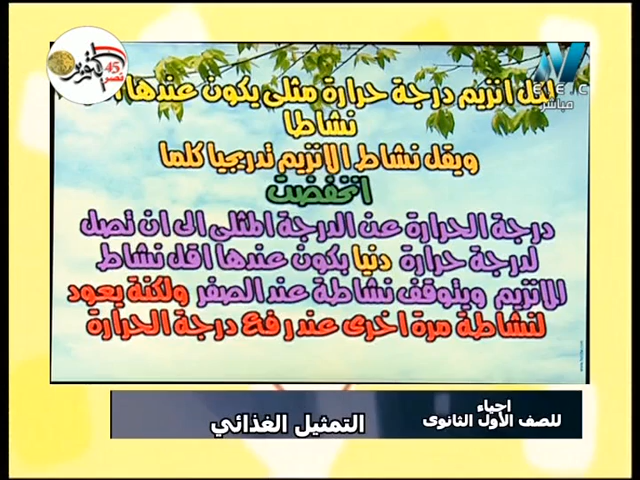 لكل انزيم درجة حرارة مثلى يكون عندها
نشاطا
ويقل نشاط الانزيم تدريجيا كلما
انخفضت
درجة الحرارة عن الدرجة المثلى الى ان تصل
لدرجة حرارة دنيا يكون عندها اقل نشاط
للانزيم ويتوقف نشاطة عند الصفر ولكنة يعود
لنشاطة مرة اخرى عند رفع درجة الحرارة
مباشر
احياء
للصف الأول الثانوى
التمثيل الغذائي
45